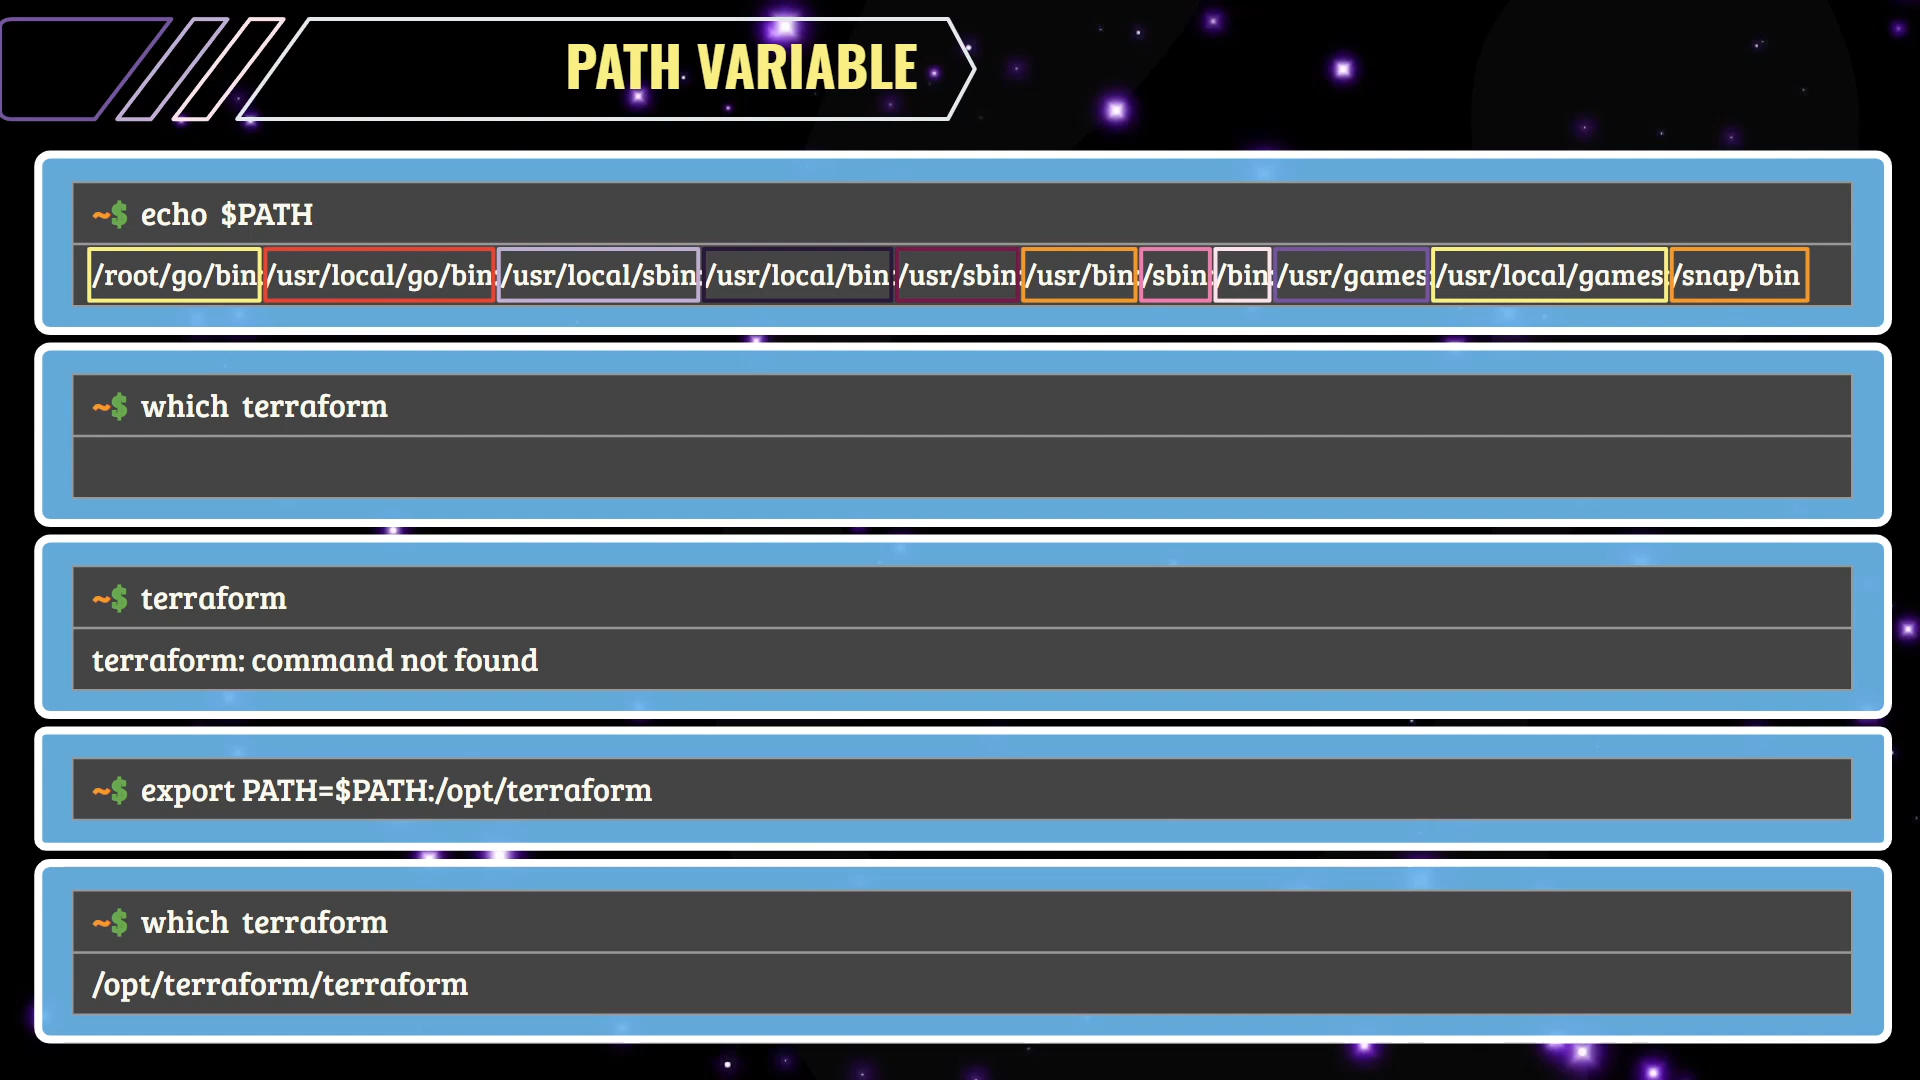 PATH VARIABLE
~$ echo $PATH
/root/go/bin:/usr/local/go/bin:/usr/local/sbin:/usr/local/bin:/usr/sbin:/usr/bin:/sbin:/bin:/usr/games:/usr/local/games:/snap/bin
~$ which terraform
~$ terraform
terraform: command not found
~$ export PATH=$PATH:/opt/terraform
~$ which terraform
/opt/terraform/terraform